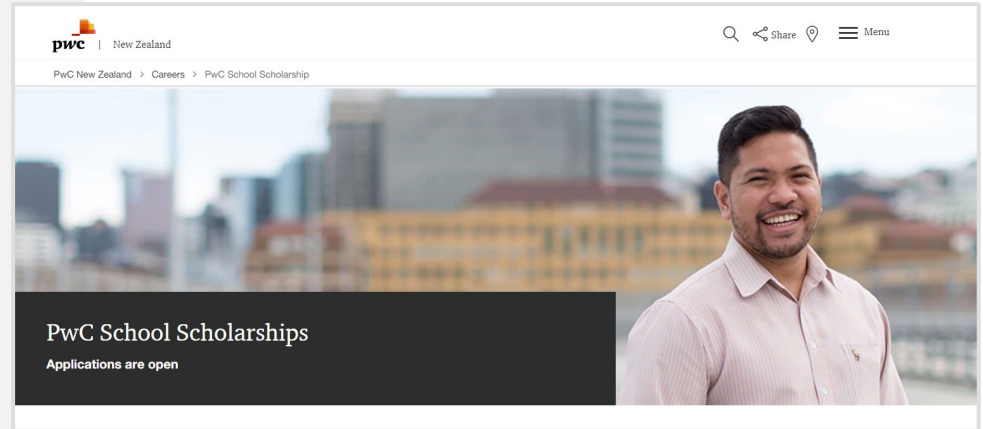 pwc | New Zealand
Share
Menu
PwC New Zealand > Careers > PwC School Scholarship
PwC School Scholarships
Applications are open